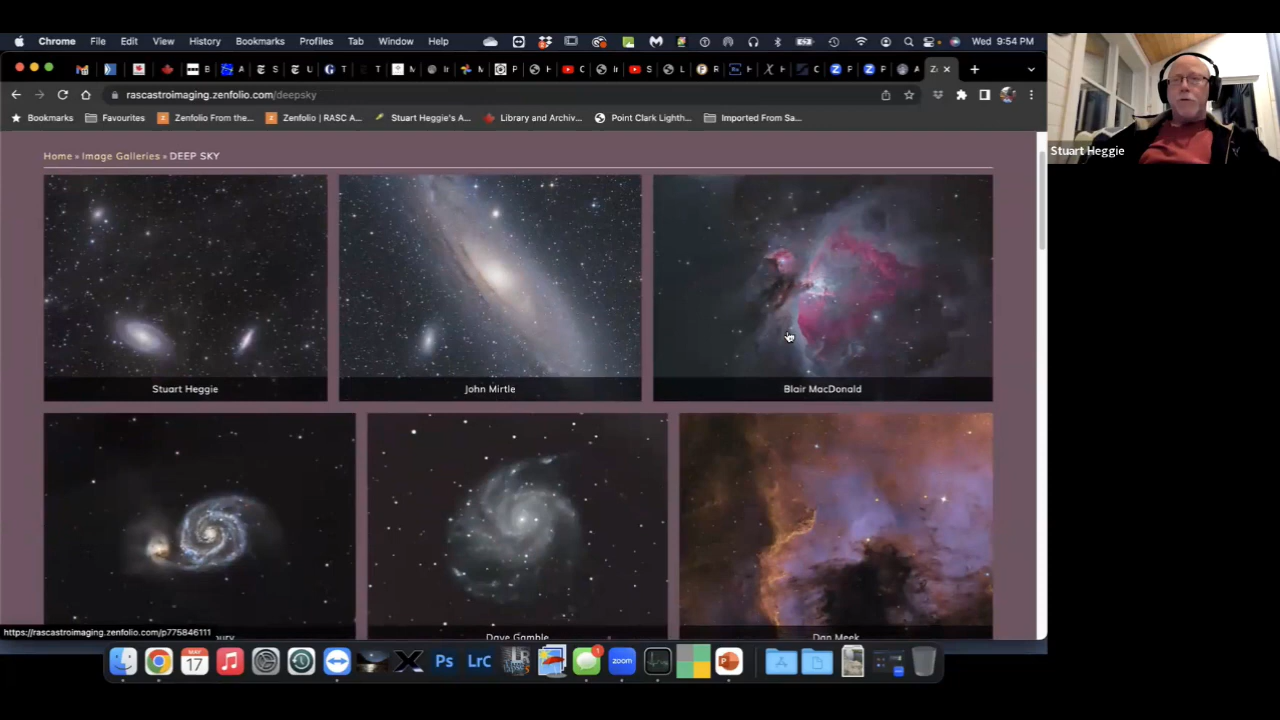 Chrome File Edit View History Bookmarks Profiles Tab Window Help Wed 9:54 PM
rascastroimaging.zenfolio.com/deepsky
Bookmarks Favourites Zenfolio From the... Zenfolio | RASC A... Stuart Heggie's A... Library and Archiv... Point Clark Lighth... Imported From Sa...
Stuart Heggie
Home » Image Galleries » DEEP SKY
Stuart Heggie
John Mirtle
Blair MacDonald
https://rascastroimaging.zenfolio.com/p775846111
Dave Gamble
Dan Meek
MAY
17
Ps
LrC
1
zoom